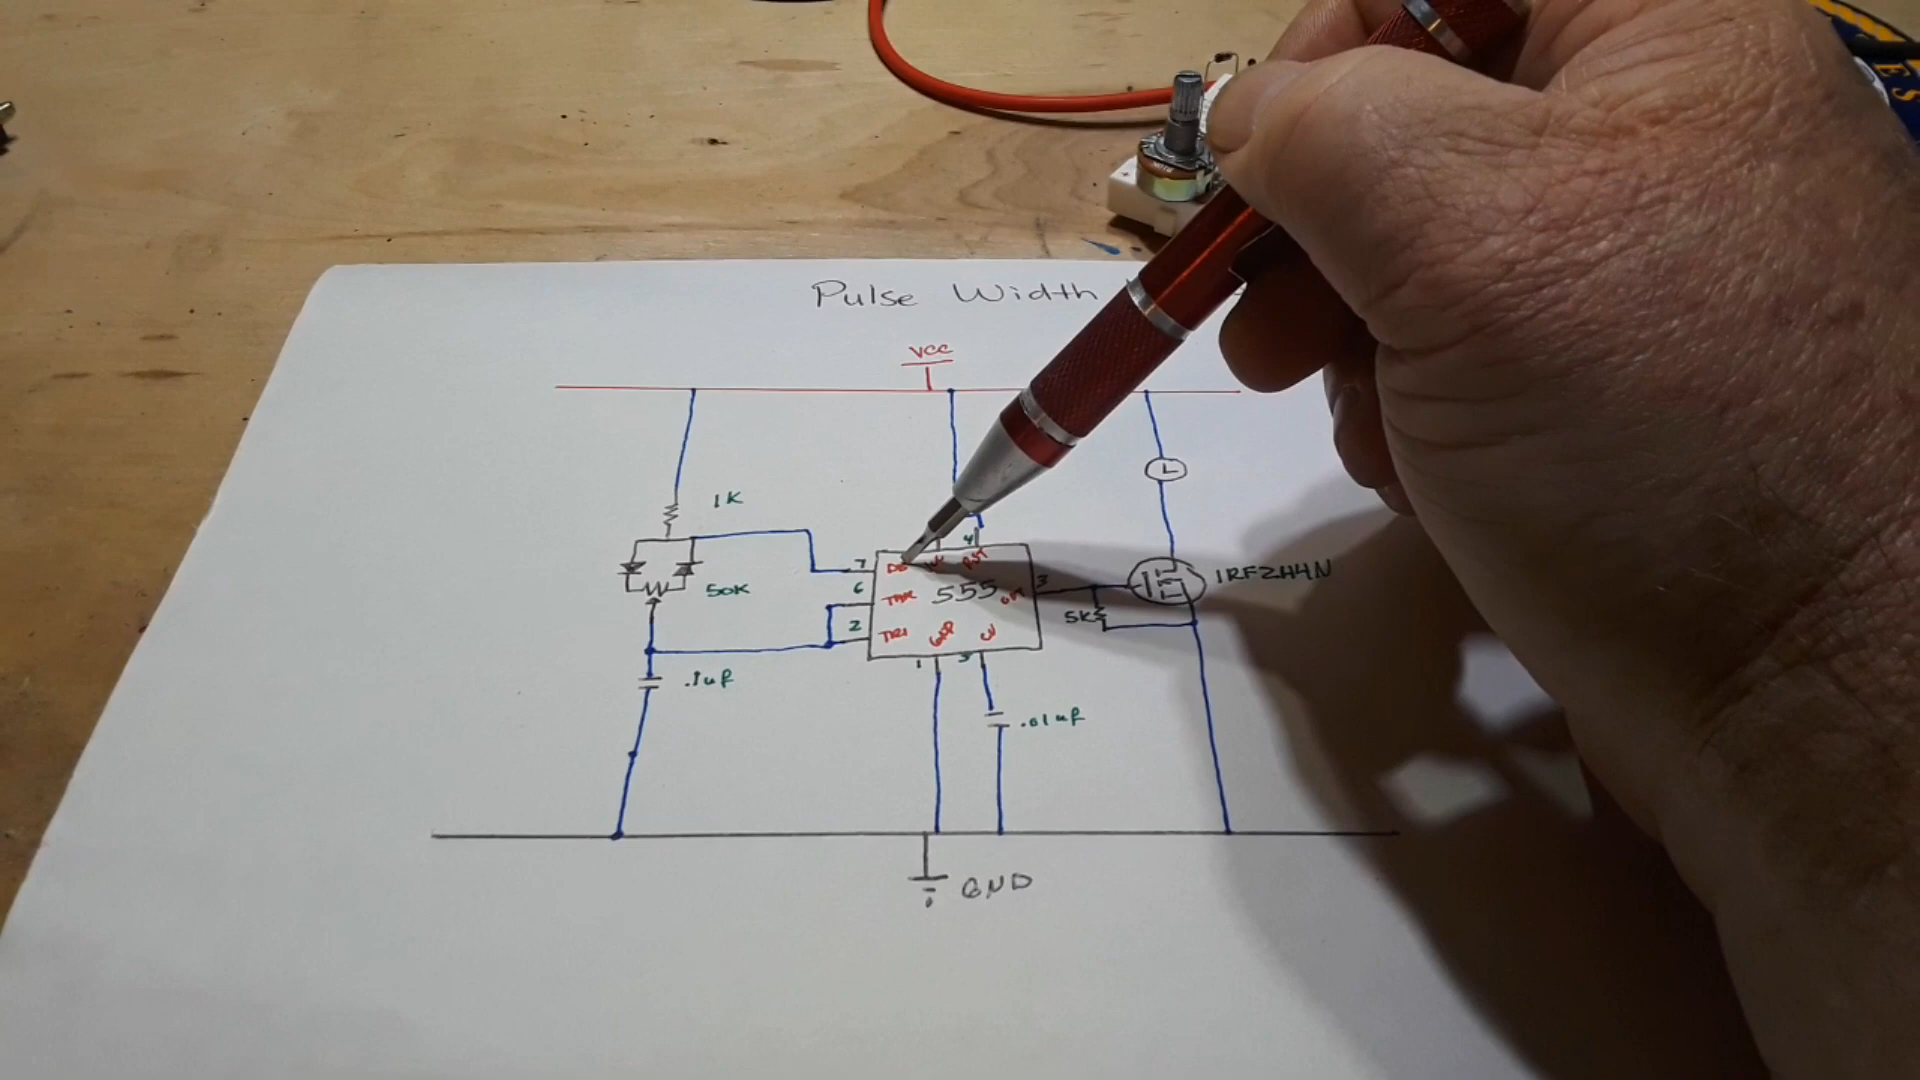 Pulse Width
VCC
1K
4
7
6
2
50K
THR
TRI
555
OUT
3
RST
GND
CV
1
5
5K
IRFZ44N
.1uf
.01uf
GND